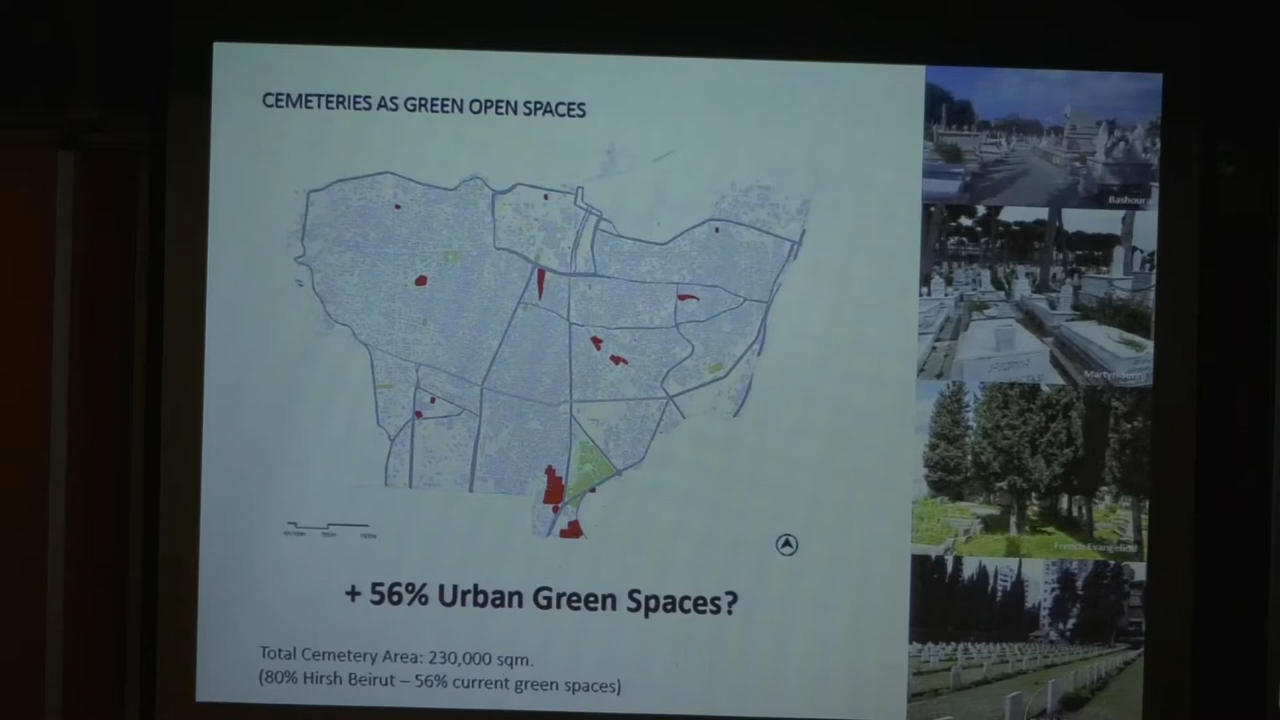 CEMETERIES AS GREEN OPEN SPACES
Bashoura
French Evangelical
+ 56% Urban Green Spaces?
Total Cemetery Area: 230,000 sqm.
(80% Hirsh Beirut – 56% current green spaces)